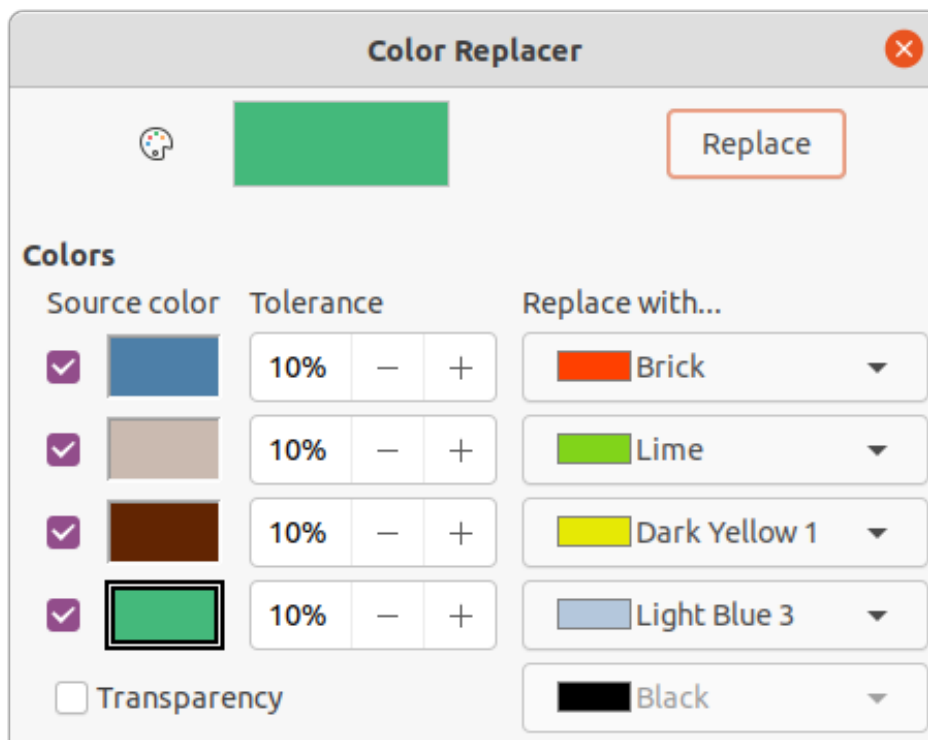 Color Replacer
Replace
Colors
Source color Tolerance Replace with...
10% Brick
10% Lime
10% Dark Yellow 1
10% Light Blue 3
Transparency Black